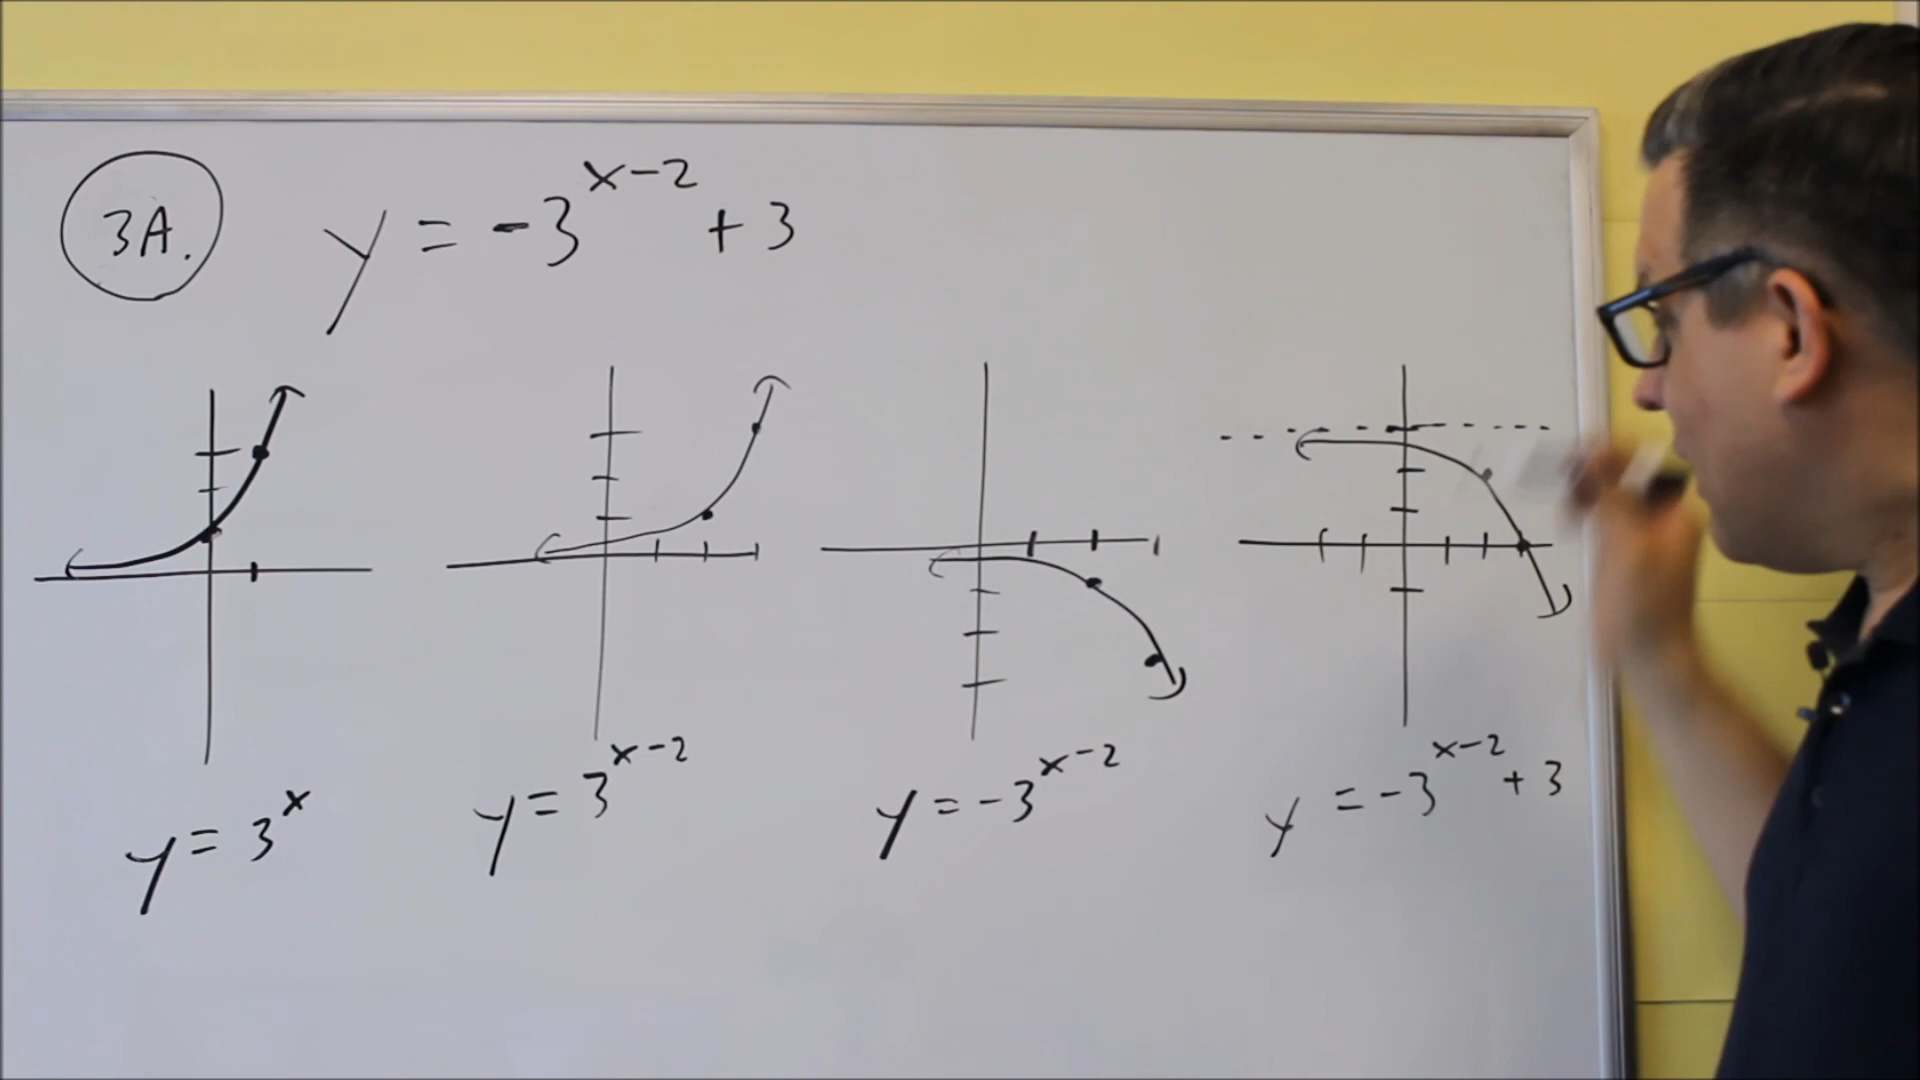 3A.
y = -3^{x-2} + 3
y = 3^x
y = 3^{x-2}
y = -3^{x-2}
y = -3^{x-2} + 3